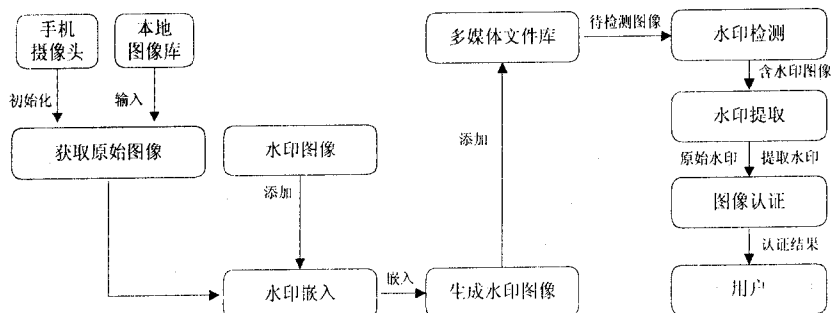 手机
摄像头
本地
图像库
初始化
输入
获取原始图像
水印图像
添加
水印嵌入
嵌入
生成水印图像
添加
多媒体文件库
待检测图像
水印检测
含水印图像
水印提取
原始水印
提取水印
图像认证
认证结果
用户